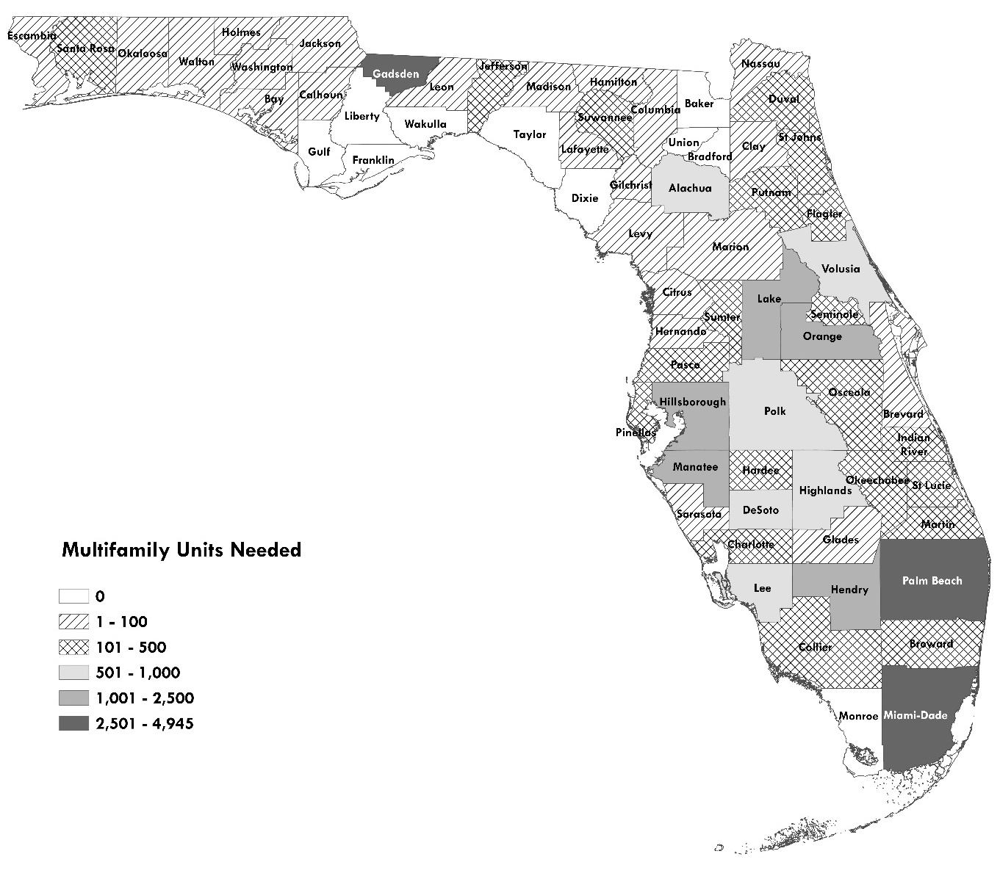 Escambia
Santa Rosa
Okaloosa
Walton
Holmes
Washington
Jackson
Bay
Calhoun
Gulf
Liberty
Franklin
Gadsden
Leon
Wakulla
Jefferson
Madison
Taylor
Hamilton
Suwannee
Lafayette
Dixie
Columbia
Gilchrist
Levy
Baker
Union
Bradford
Alachua
Nassau
Duval
Clay
St Johns
Putnam
Flagler
Marion
Volusia
Citrus
Sumter
Lake
Hernando
Seminole
Orange
Pasco
Hillsborough
Polk
Osceola
Brevard
Pinellas
Indian
River
Manatee
Hardee
Highlands
Okeechobee
St Lucie
Sarasota
DeSoto
Martin
Charlotte
Glades
Lee
Hendry
Palm Beach
Collier
Broward
Monroe
Miami-Dade
Multifamily Units Needed
0
1 - 100
101 - 500
501 - 1,000
1,001 - 2,500
2,501 - 4,945